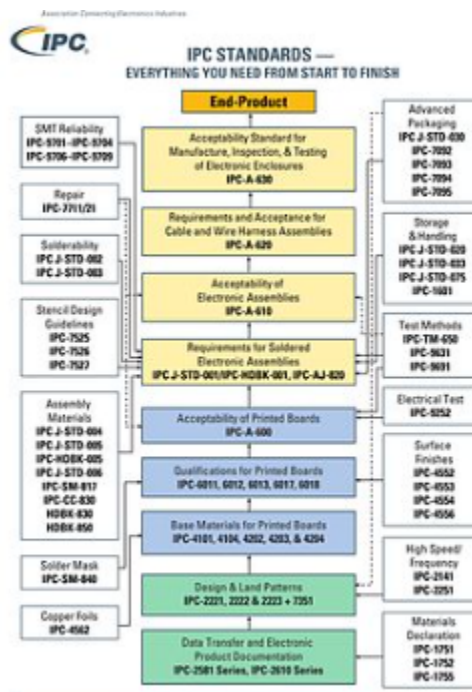 Association Connecting Electronics Industries
IPC
IPC STANDARDS —
EVERYTHING YOU NEED FROM START TO FINISH
End-Product
Acceptability Standard for
Manufacture, Inspection, & Testing
of Electronic Enclosures
IPC-A-630
Requirements and Acceptance for
Cable and Wire Harness Assemblies
IPC-A-620
Acceptability of
Electronic Assemblies
IPC-A-610
Requirements for Soldered
Electronic Assemblies
IPC J-STD-001/IPC-HDBK-001, IPC-AJ-820
Acceptability of Printed Boards
IPC-A-600
Qualifications for Printed Boards
IPC-6011, 6012, 6013, 6017, 6018
Base Materials for Printed Boards
IPC-4101, 4104, 4202, 4203, & 4204
Design & Land Patterns
IPC-2221, 2222 & 2223 + 7351
Data Transfer and Electronic
Product Documentation
IPC-2581 Series, IPC-2610 Series
SMT Reliability
IPC-9701–IPC-9704
IPC-9706–IPC-9709
Repair
IPC-7711/21
Solderability
IPC J-STD-002
IPC J-STD-003
Stencil Design
Guidelines
IPC-7525
IPC-7526
IPC-7527
Assembly
Materials
IPC J-STD-004
IPC J-STD-005
IPC-HDBK-005
IPC J-STD-006
IPC-SM-817
IPC-CC-830
HDBK-830
HDBK-850
Solder Mask
IPC-SM-840
Copper Foils
IPC-4562
Advanced
Packaging
IPC J-STD-030
IPC-7092
IPC-7093
IPC-7094
IPC-7095
Storage
& Handling
IPC J-STD-020
IPC J-STD-033
IPC J-STD-075
IPC-1601
Test Methods
IPC-TM-650
IPC-9631
IPC-9691
Electrical Test
IPC-9252
Surface
Finishes
IPC-4552
IPC-4553
IPC-4554
IPC-4556
High Speed/
Frequency
IPC-2141
IPC-2251
Materials
Declaration
IPC-1751
IPC-1752
IPC-1755